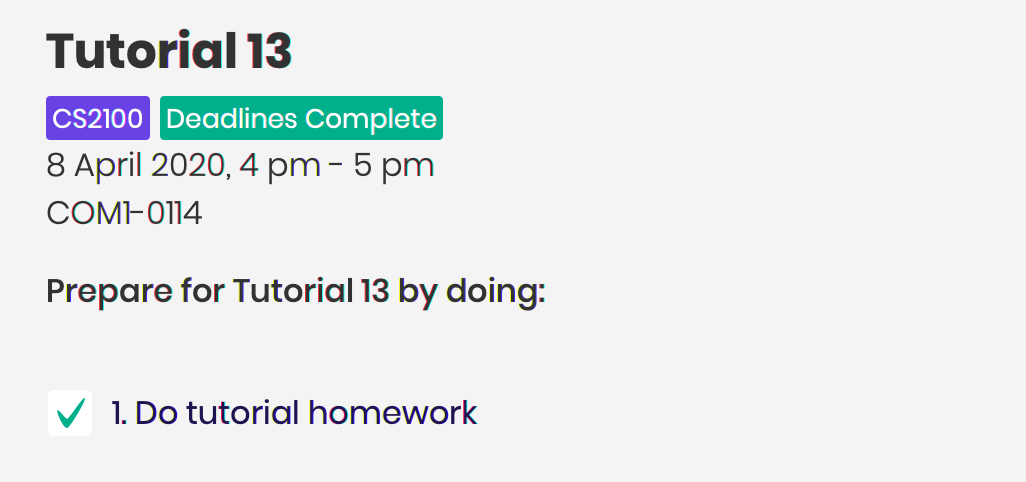 Tutorial 13
CS2100 Deadlines Complete
8 April 2020, 4 pm - 5 pm
COM1-0114
Prepare for Tutorial 13 by doing:
1. Do tutorial homework